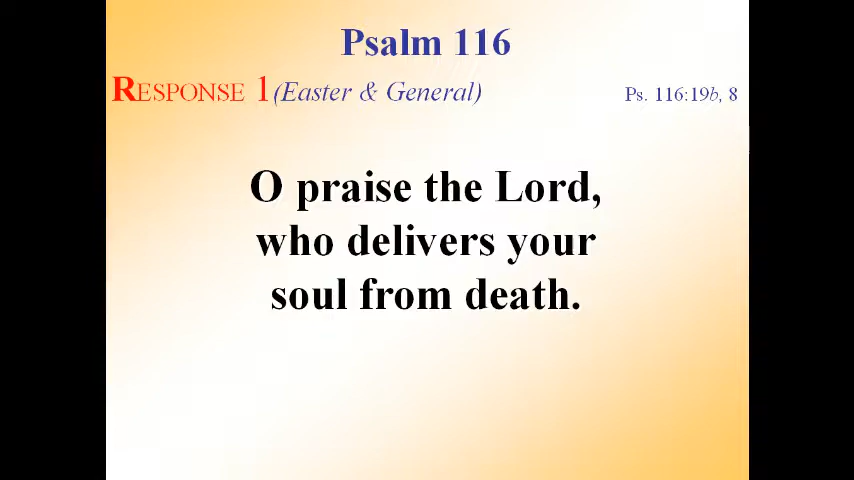 Psalm 116
RESPONSE 1 (Easter & General) Ps. 116:19b, 8
O praise the Lord,
who delivers your
soul from death.